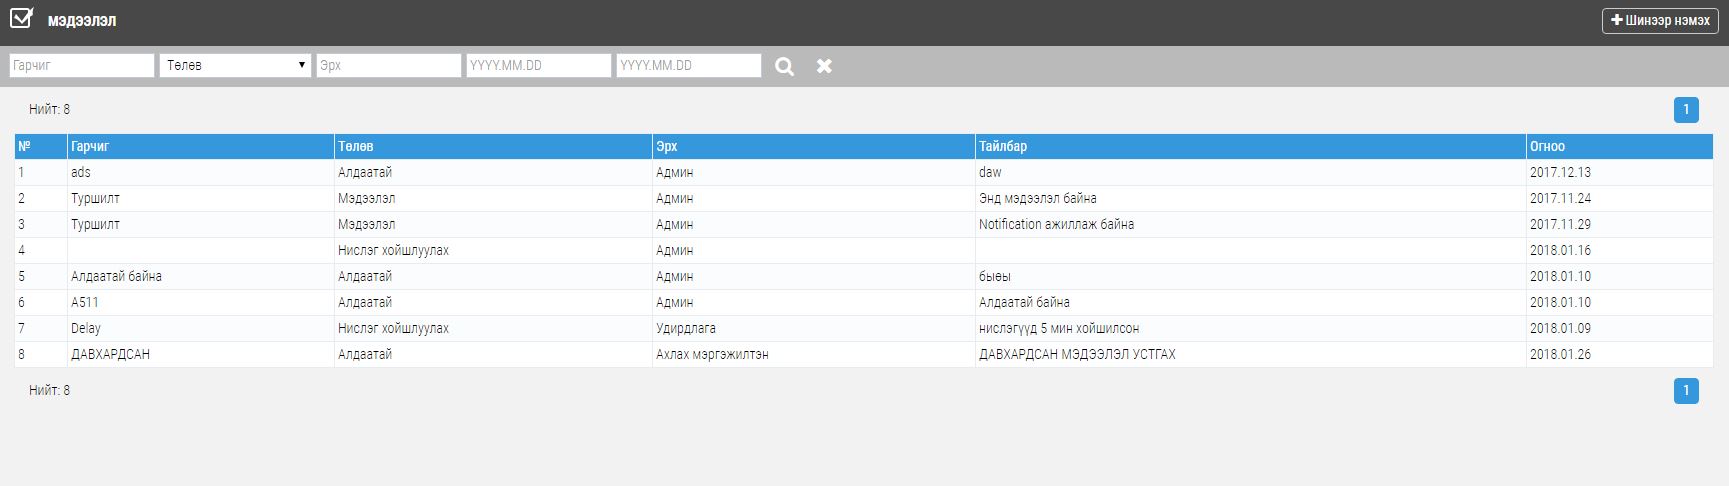 мэдээлэл
Шинээр нэмэх
Гарчиг Төлөв Эрх YYYY.MM.DD YYYY.MM.DD
Нийт: 8 1
№ Гарчиг Төлөв Эрх Тайлбар Огноо
1 ads Алдаатай Админ daw 2017.12.13
2 Туршилт Мэдээлэл Админ Энд мэдээлэл байна 2017.11.24
3 Туршилт Мэдээлэл Админ Notification ажиллаж байна 2017.11.29
4 Нислэг хойшлуулах Админ 2018.01.16
5 Алдаатай байна Алдаатай Админ быөы 2018.01.10
6 A511 Алдаатай Админ Алдаатай байна 2018.01.10
7 Delay Нислэг хойшлуулах Удирдлага нислэгүүд 5 мин хойшилсон 2018.01.09
8 ДАВХАРДСАН Алдаатай Ахлах мэргэжилтэн ДАВХАРДСАН МЭДЭЭЛЭЛ УСТГАХ 2018.01.26
Нийт: 8 1